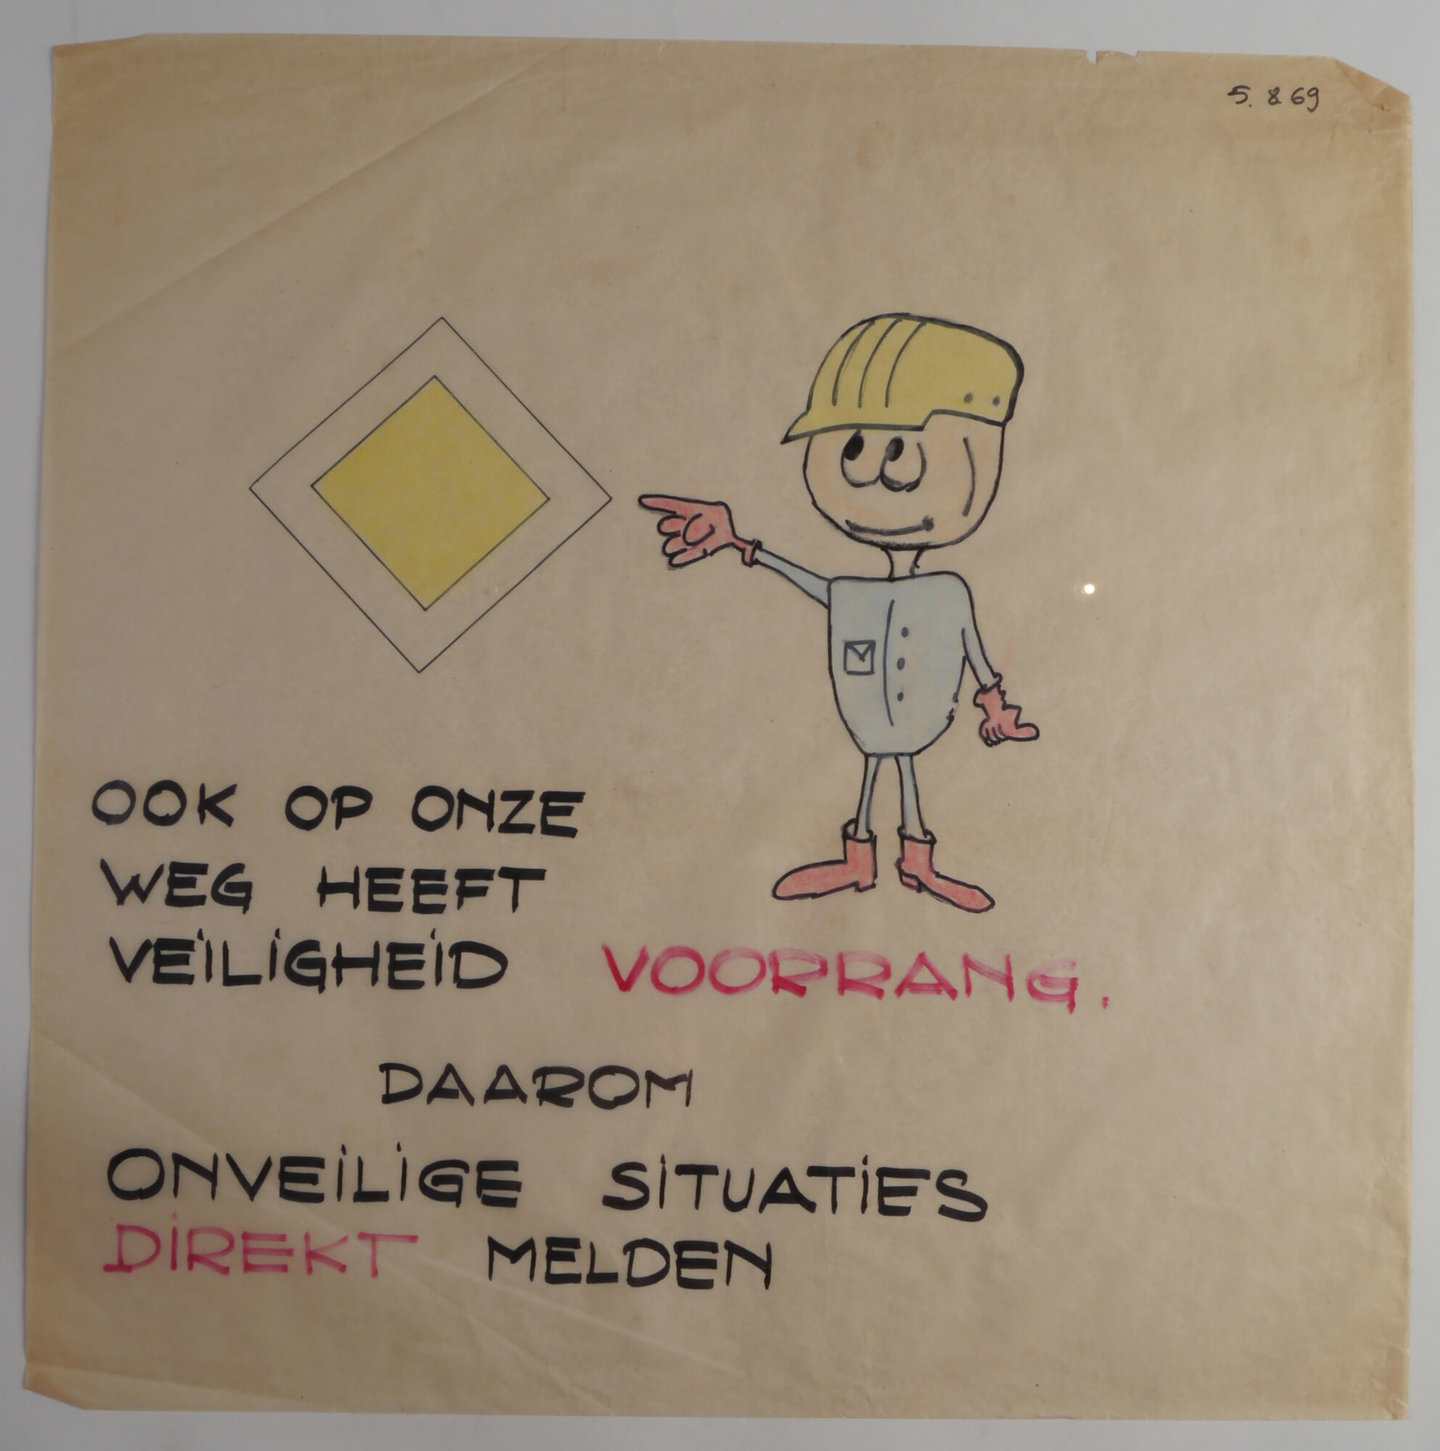 5. 8 69
OOK OP ONZE
WEG HEEFT
VEILIGHEID VOORRANG.
DAAROM
ONVEILIGE SITUATIES
DIREKT MELDEN